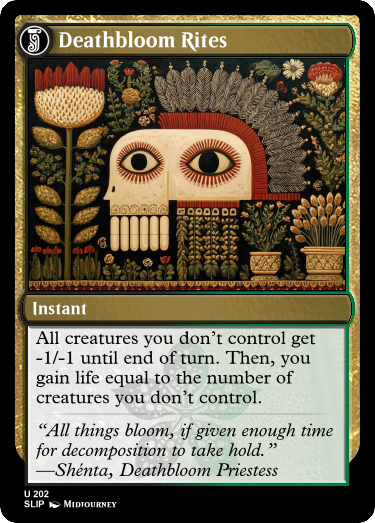 Deathbloom Rites
Instant
All creatures you don't control get
-1/-1 until end of turn. Then, you
gain life equal to the number of
creatures you don't control.
“All things bloom, if given enough time
for decomposition to take hold.”
—Shénta, Deathbloom Priestess
U 202
SLIP Midjourney